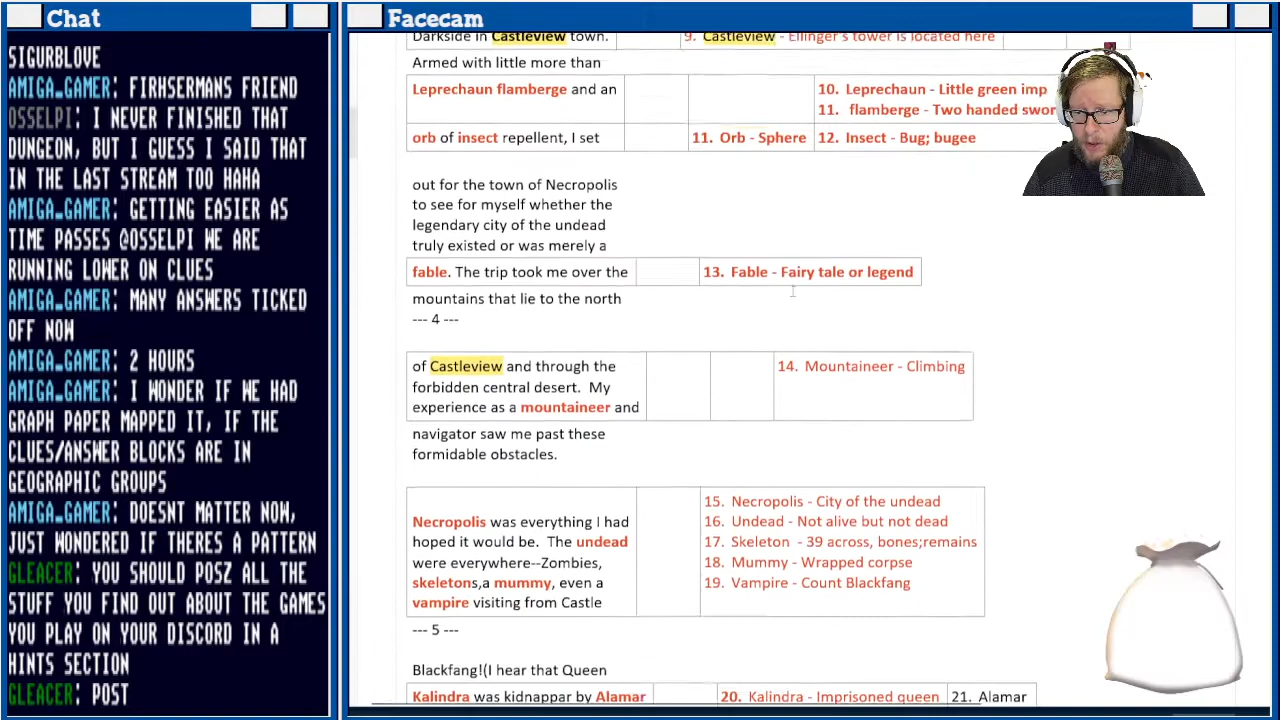 Chat
SIGURBLOVE
AMIGA_GAMER: FIRHSERMANS FRIEND
OSSELPI: I NEVER FINISHED THAT
DUNGEON, BUT I GUESS I SAID THAT
IN THE LAST STREAM TOO HAHA
AMIGA_GAMER: GETTING EASIER AS
TIME PASSES @OSSELPI WE ARE
RUNNING LOWER ON CLUES
AMIGA_GAMER: MANY ANSWERS TICKED
OFF NOW
AMIGA_GAMER: 2 HOURS
AMIGA_GAMER: I WONDER IF WE HAD
GRAPH PAPER MAPPED IT, IF THE
CLUES/ANSWER BLOCKS ARE IN
GEOGRAPHIC GROUPS
AMIGA_GAMER: DOESNT MATTER NOW,
JUST WONDERED IF THERES A PATTERN
GLEACER: YOU SHOULD POSZ ALL THE
STUFF YOU FIND OUT ABOUT THE GAMES
YOU PLAY ON YOUR DISCORD IN A
HINTS SECTION
GLEACER: POST
Facecam
Darkside in Castleview town.
9. Castleview - Ellinger's tower is located here
Armed with little more than
Leprechaun flamberge and an
10. Leprechaun - Little green imp
11. flamberge - Two handed swor
orb of insect repellent, I set
11. Orb - Sphere
12. Insect - Bug; bugee
out for the town of Necropolis
to see for myself whether the
legendary city of the undead
truly existed or was merely a
fable. The trip took me over the
13. Fable - Fairy tale or legend
mountains that lie to the north
--- 4 ---
of Castleview and through the
forbidden central desert. My
experience as a mountaineer and
14. Mountaineer - Climbing
navigator saw me past these
formidable obstacles.
Necropolis was everything I had
hoped it would be. The undead
were everywhere--Zombies,
skeletons,a mummy, even a
vampire visiting from Castle
15. Necropolis - City of the undead
16. Undead - Not alive but not dead
17. Skeleton - 39 across, bones;remains
18. Mummy - Wrapped corpse
19. Vampire - Count Blackfang
--- 5 ---
Blackfang!(I hear that Queen
Kalindra was kidnappar by Alamar
20. Kalindra - Imprisoned queen
21. Alamar